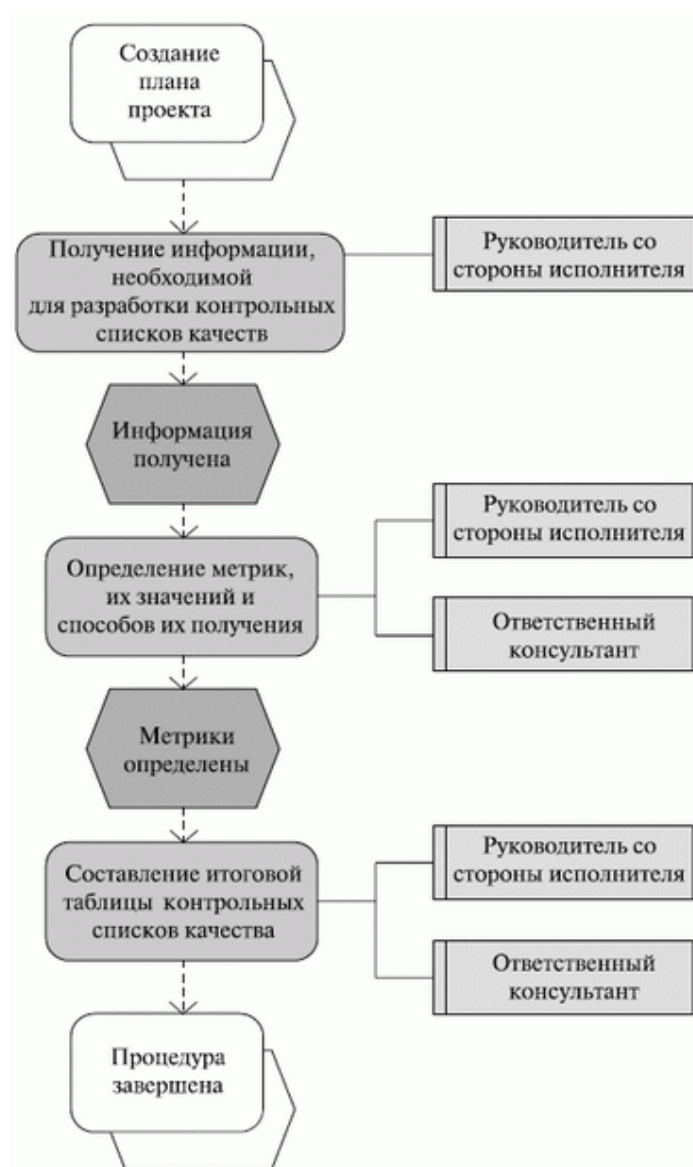 Создание
плана
проекта
Получение информации,
необходимой
для разработки контрольных
списков качеств
Руководитель со
стороны исполнителя
Информация
получена
Определение метрик,
их значений и
способов их получения
Руководитель со
стороны исполнителя
Ответственный
консультант
Метрики
определены
Составление итоговой
таблицы контрольных
списков качества
Руководитель со
стороны исполнителя
Ответственный
консультант
Процедура
завершена